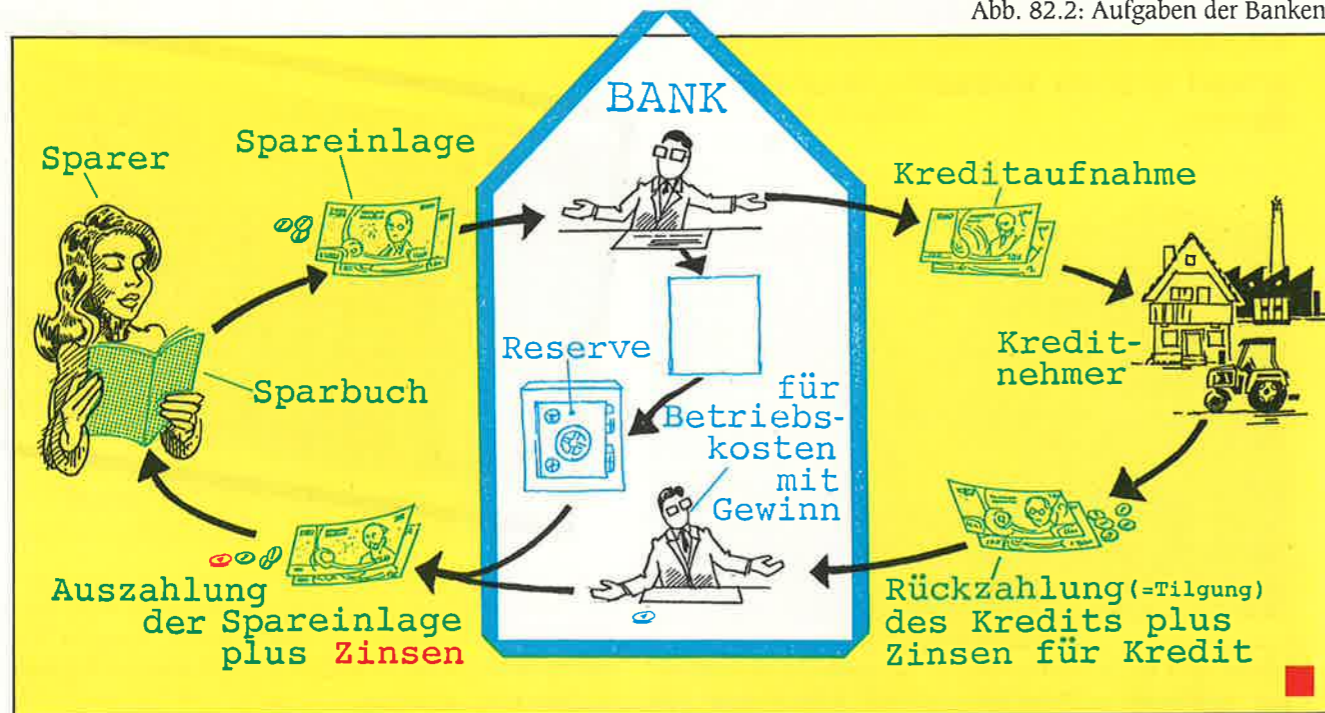 Abb. 82.2: Aufgaben der Banken
BANK
Sparer
Spareinlage
Kreditaufnahme
Sparbuch
Reserve
Kredit-
nehmer
für
Betriebs-
kosten
mit
Gewinn
Auszahlung
der Spareinlage
plus Zinsen
Rückzahlung (=Tilgung)
des Kredits plus
Zinsen für Kredit